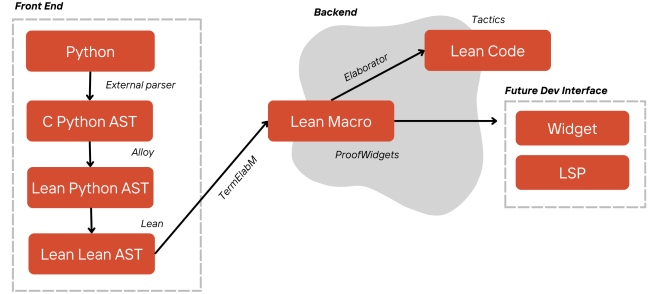 Front End
Python
External parser
C Python AST
Alloy
Lean Python AST
Lean
Lean Lean AST
TermElabM
Backend
Tactics
Elaborator
Lean Code
Lean Macro
ProofWidgets
Future Dev Interface
Widget
LSP